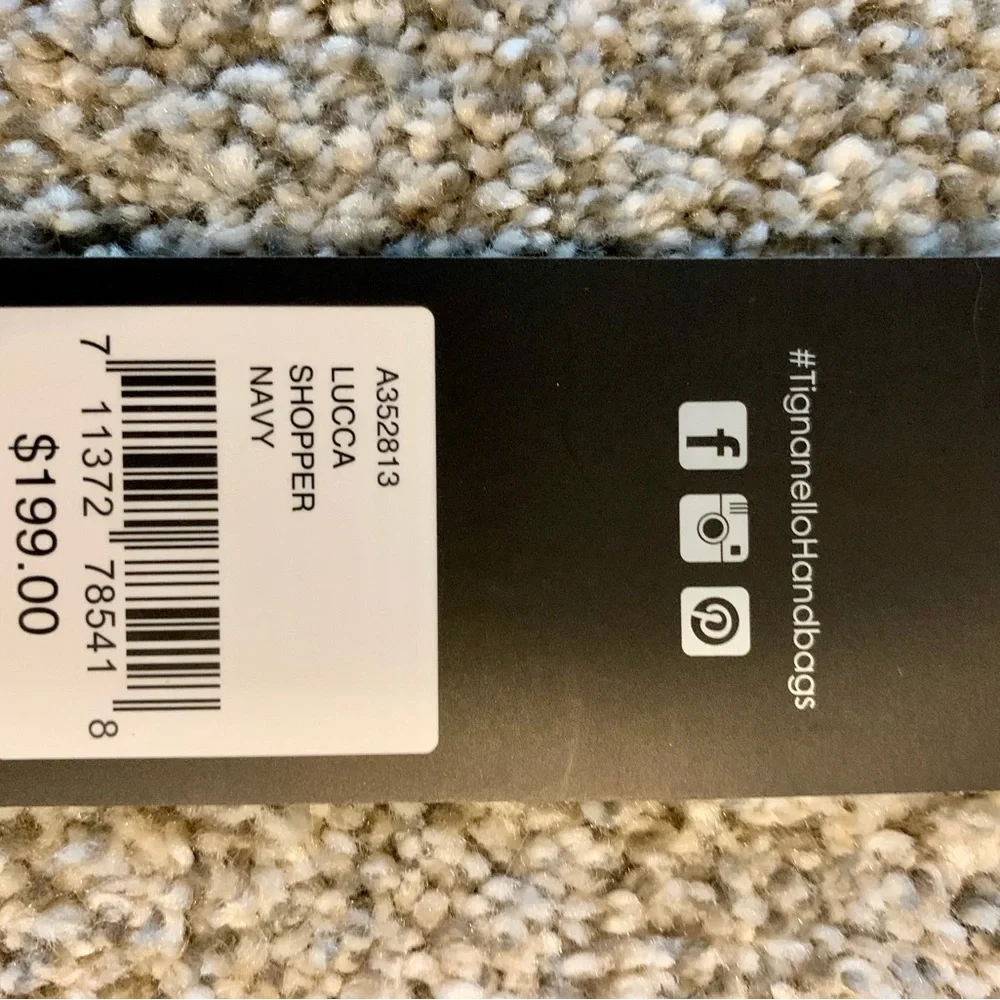 #TignanelloHandbags
A352813
LUCCA
SHOPPER
NAVY
7 11372 78541 8
$199.00